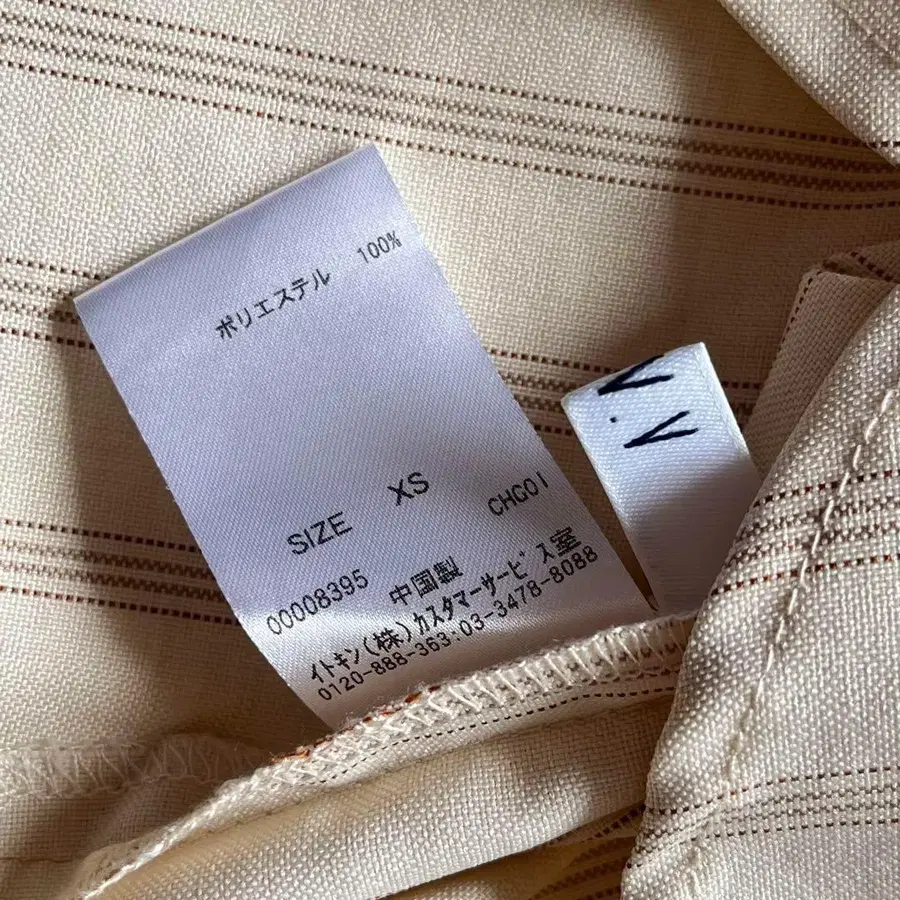 ポリエステル 100%
SIZE XS
CHG01
00008395 中国製
イトキン(株)カスタマーサービス室
0120-888-363:03-3478-8088
V.V